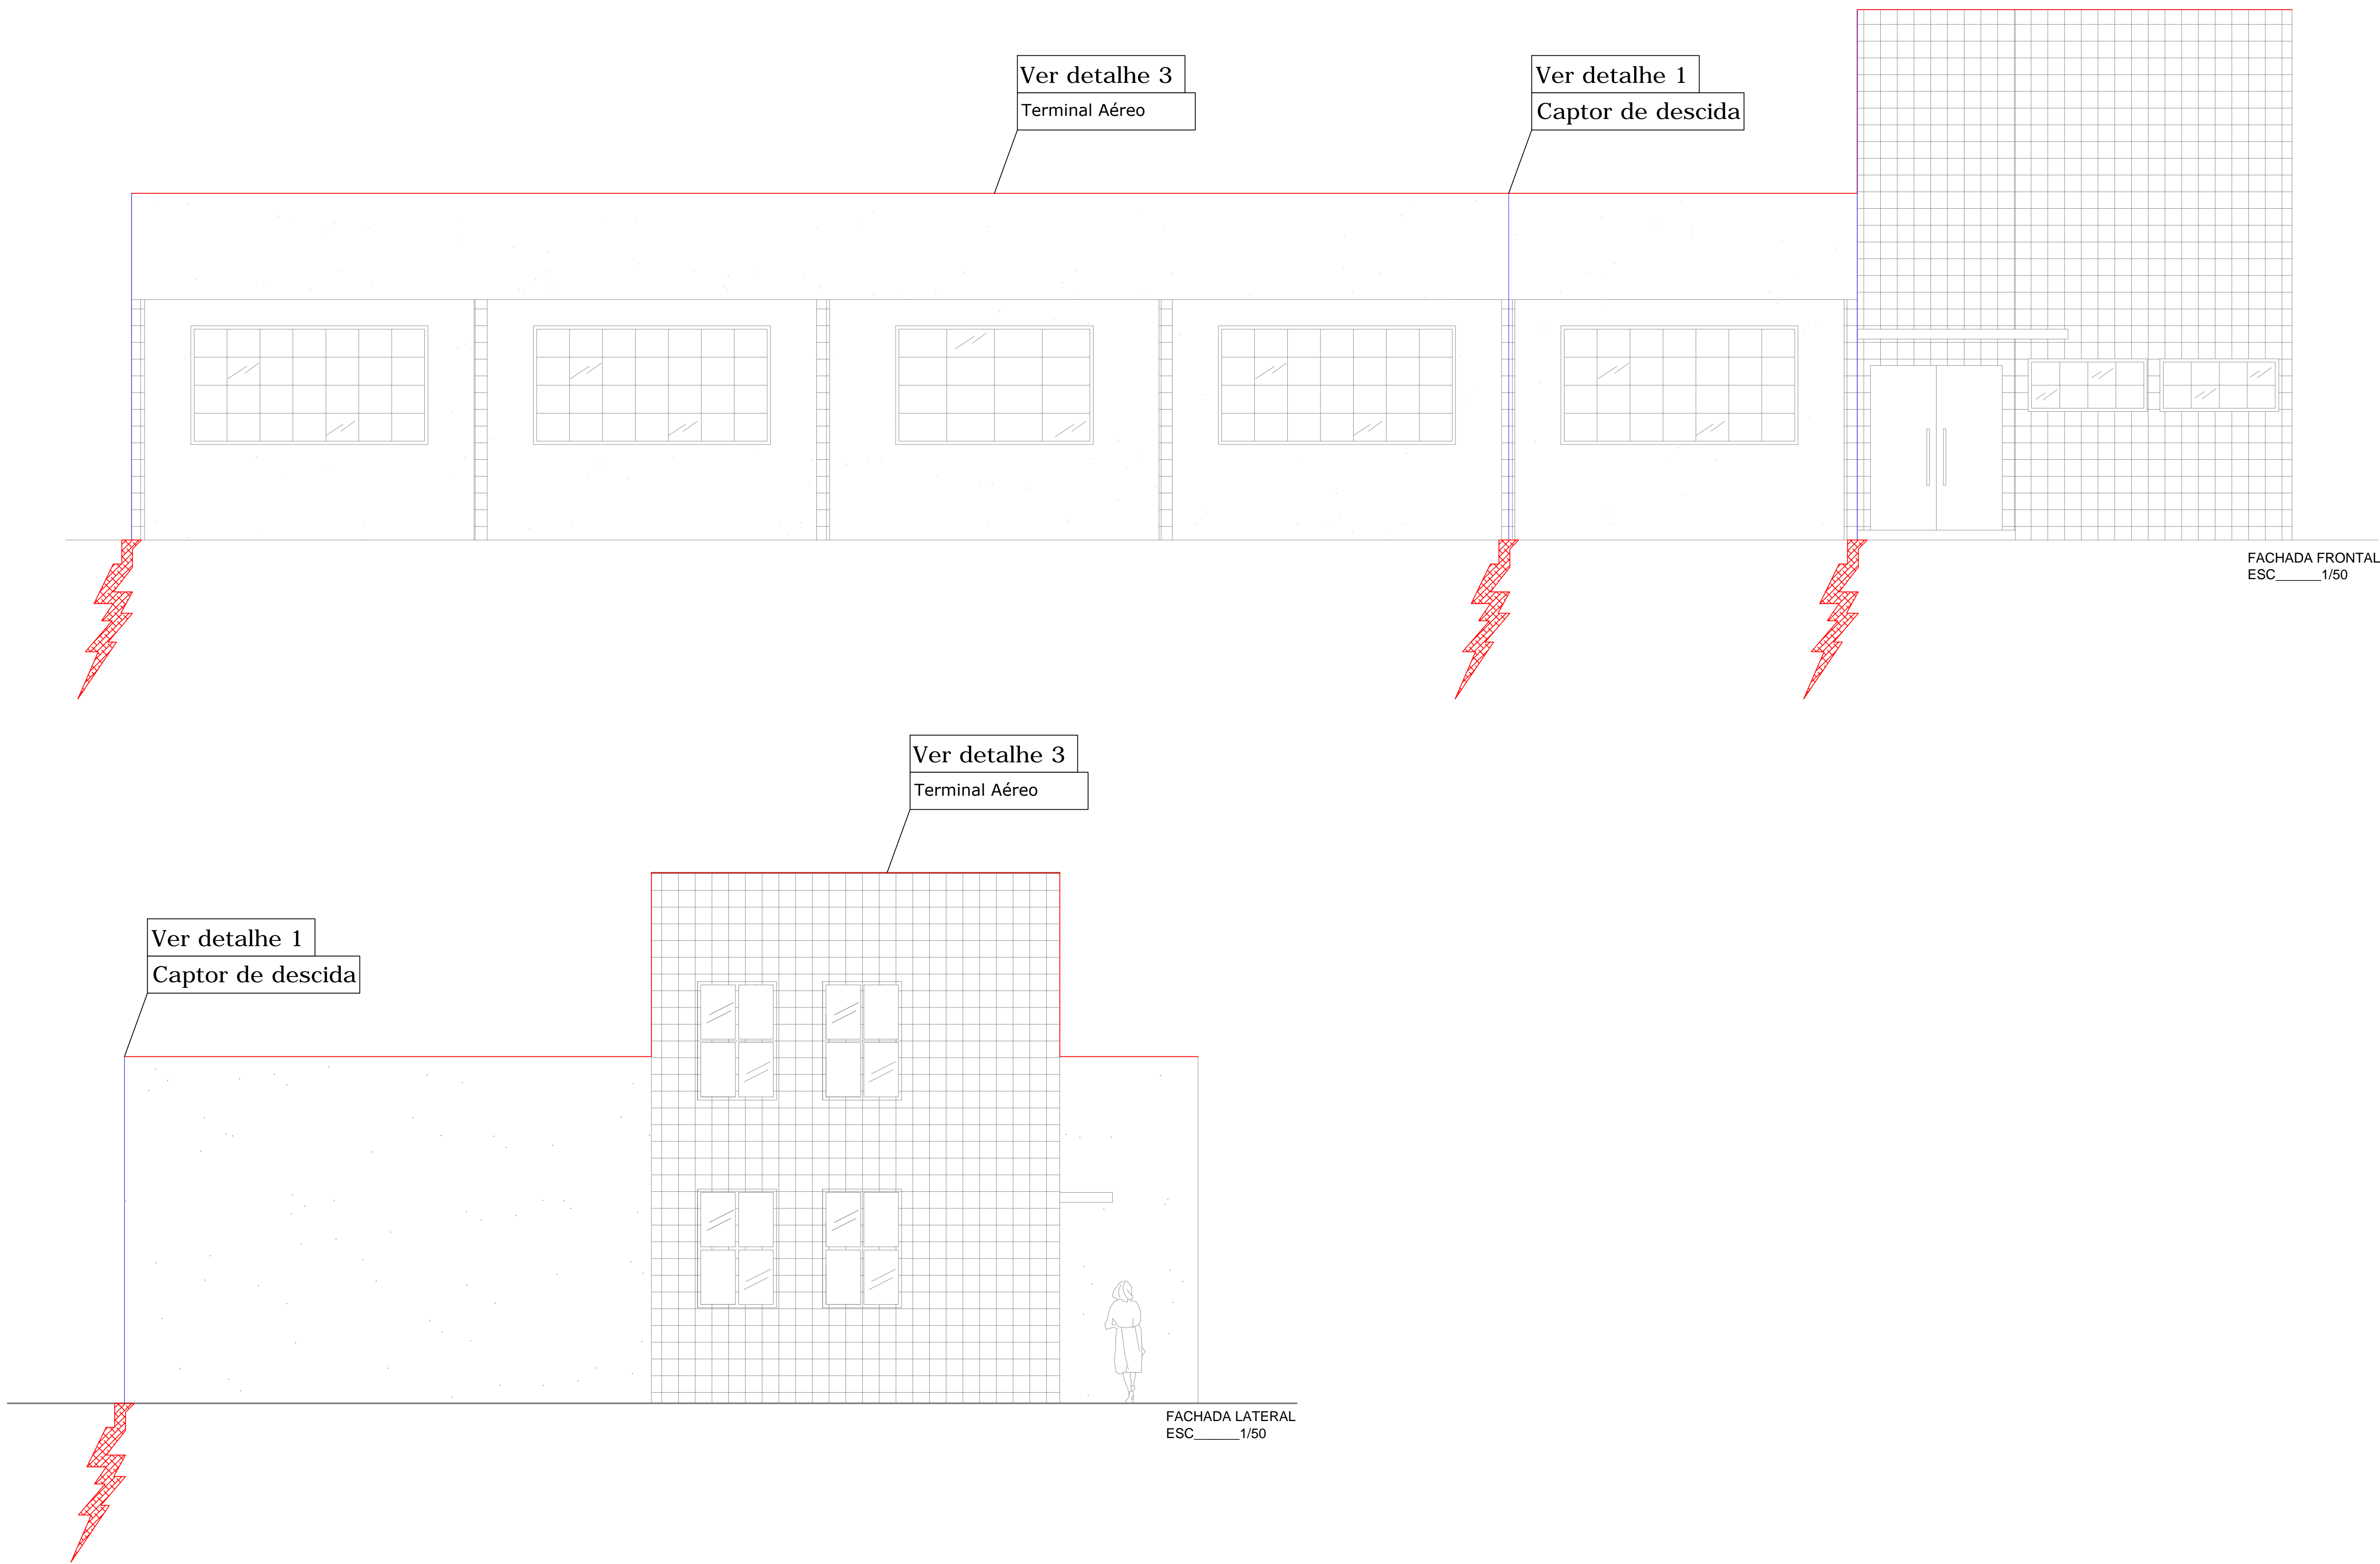 Ver detalhe 3
Terminal Aéreo
Ver detalhe 1
Captor de descida
FACHADA FRONTAL
ESC______1/50
Ver detalhe 3
Terminal Aéreo
Ver detalhe 1
Captor de descida
FACHADA LATERAL
ESC______1/50